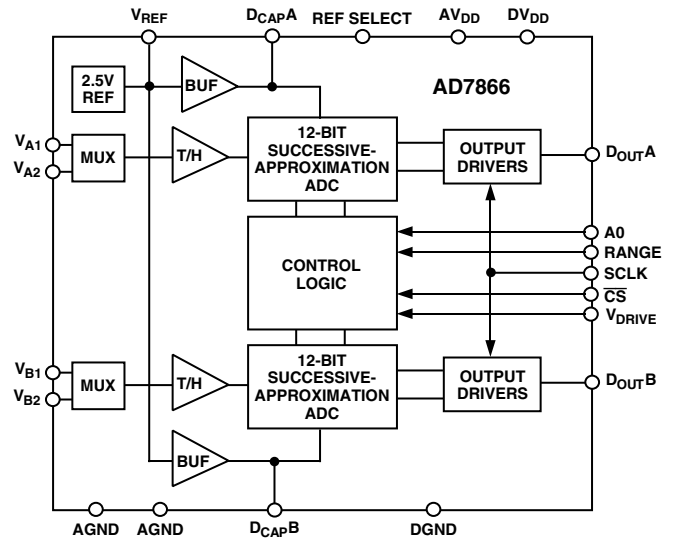 VREF DCAPA REF SELECT AVDD DVDD
2.5V
REF
BUF
AD7866
VA1
VA2
MUX
T/H
12-BIT
SUCCESSIVE-
APPROXIMATION
ADC
OUTPUT
DRIVERS
DOUTA
CONTROL
LOGIC
A0
RANGE
SCLK
C̅S̅
VDRIVE
VB1
VB2
MUX
T/H
12-BIT
SUCCESSIVE-
APPROXIMATION
ADC
OUTPUT
DRIVERS
DOUTB
BUF
AGND AGND DCAPB DGND